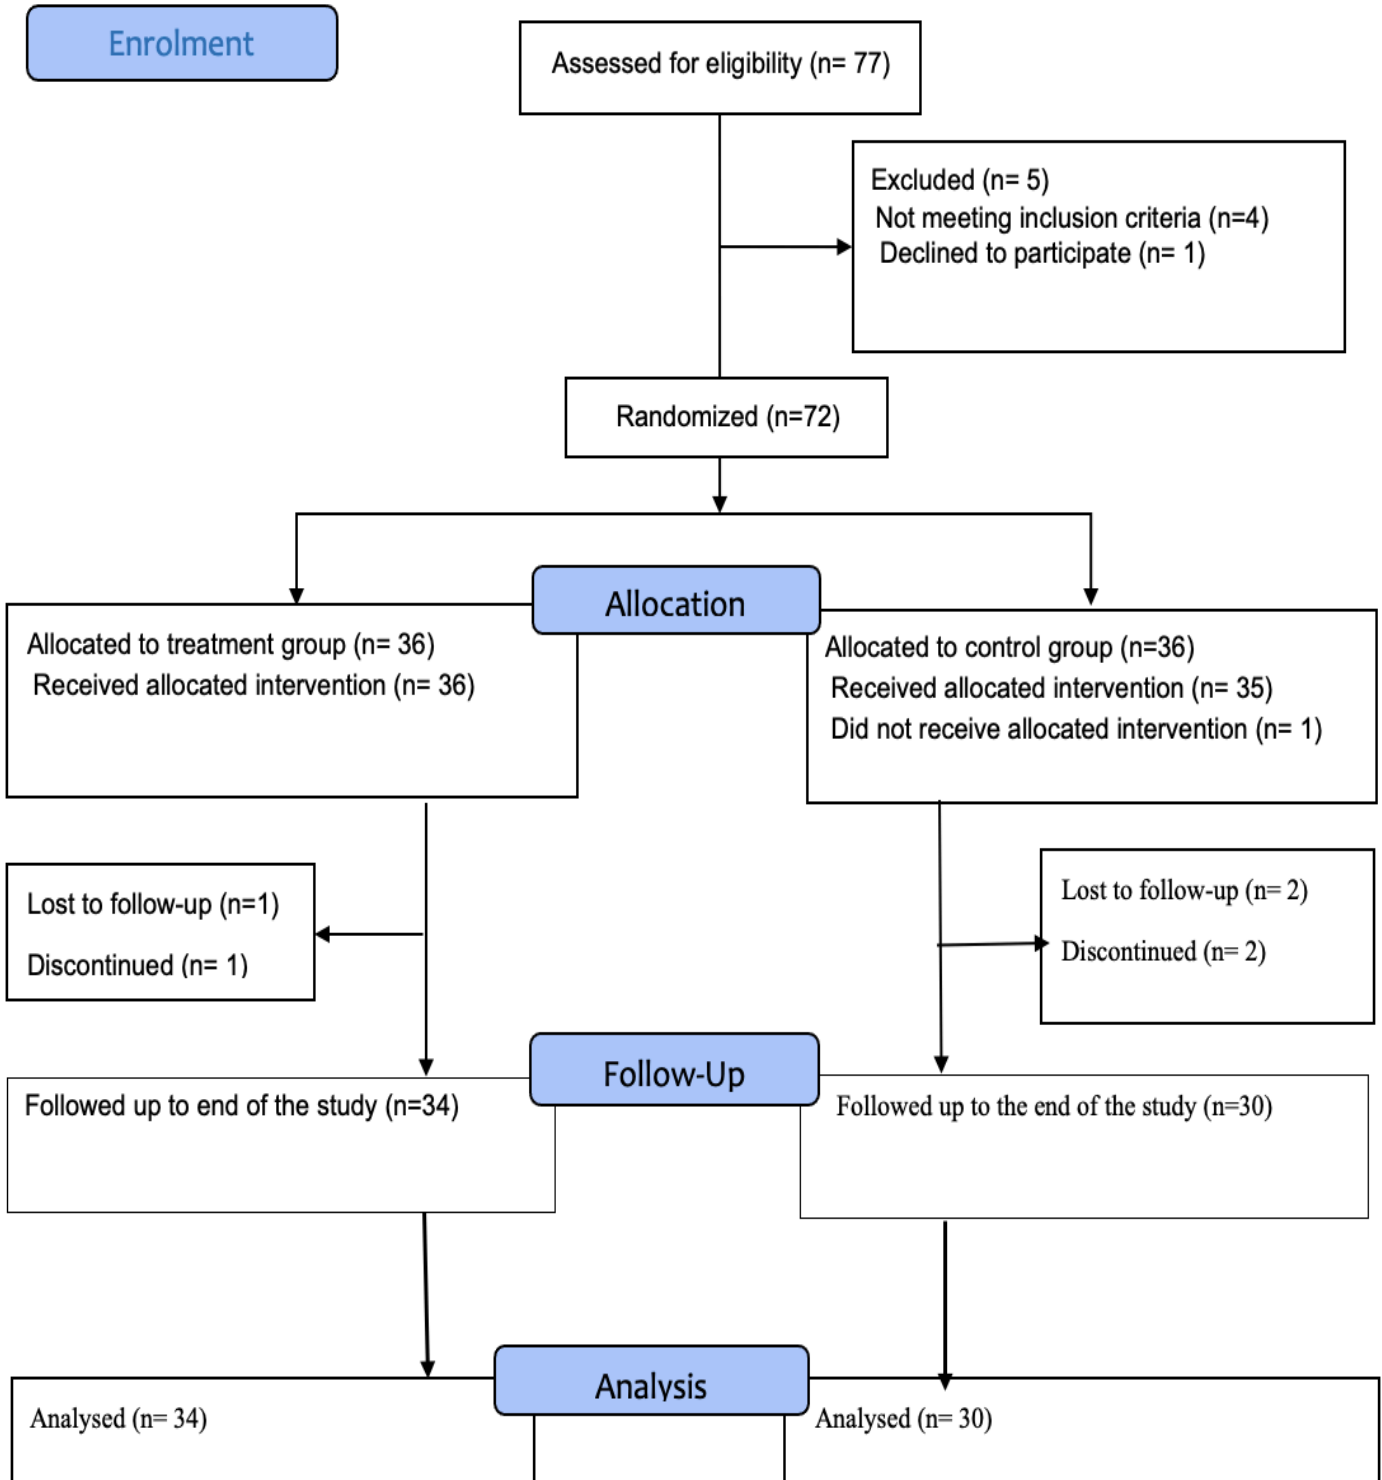 Enrolment
Assessed for eligibility (n= 77)
Excluded (n= 5)
Not meeting inclusion criteria (n=4)
Declined to participate (n= 1)
Randomized (n=72)
Allocation
Allocated to treatment group (n= 36)
Received allocated intervention (n= 36)
Allocated to control group (n=36)
Received allocated intervention (n= 35)
Did not receive allocated intervention (n= 1)
Lost to follow-up (n=1)
Discontinued (n= 1)
Lost to follow-up (n= 2)
Discontinued (n= 2)
Follow-Up
Followed up to end of the study (n=34)
Followed up to the end of the study (n=30)
Analysis
Analysed (n= 34)
Analysed (n= 30)